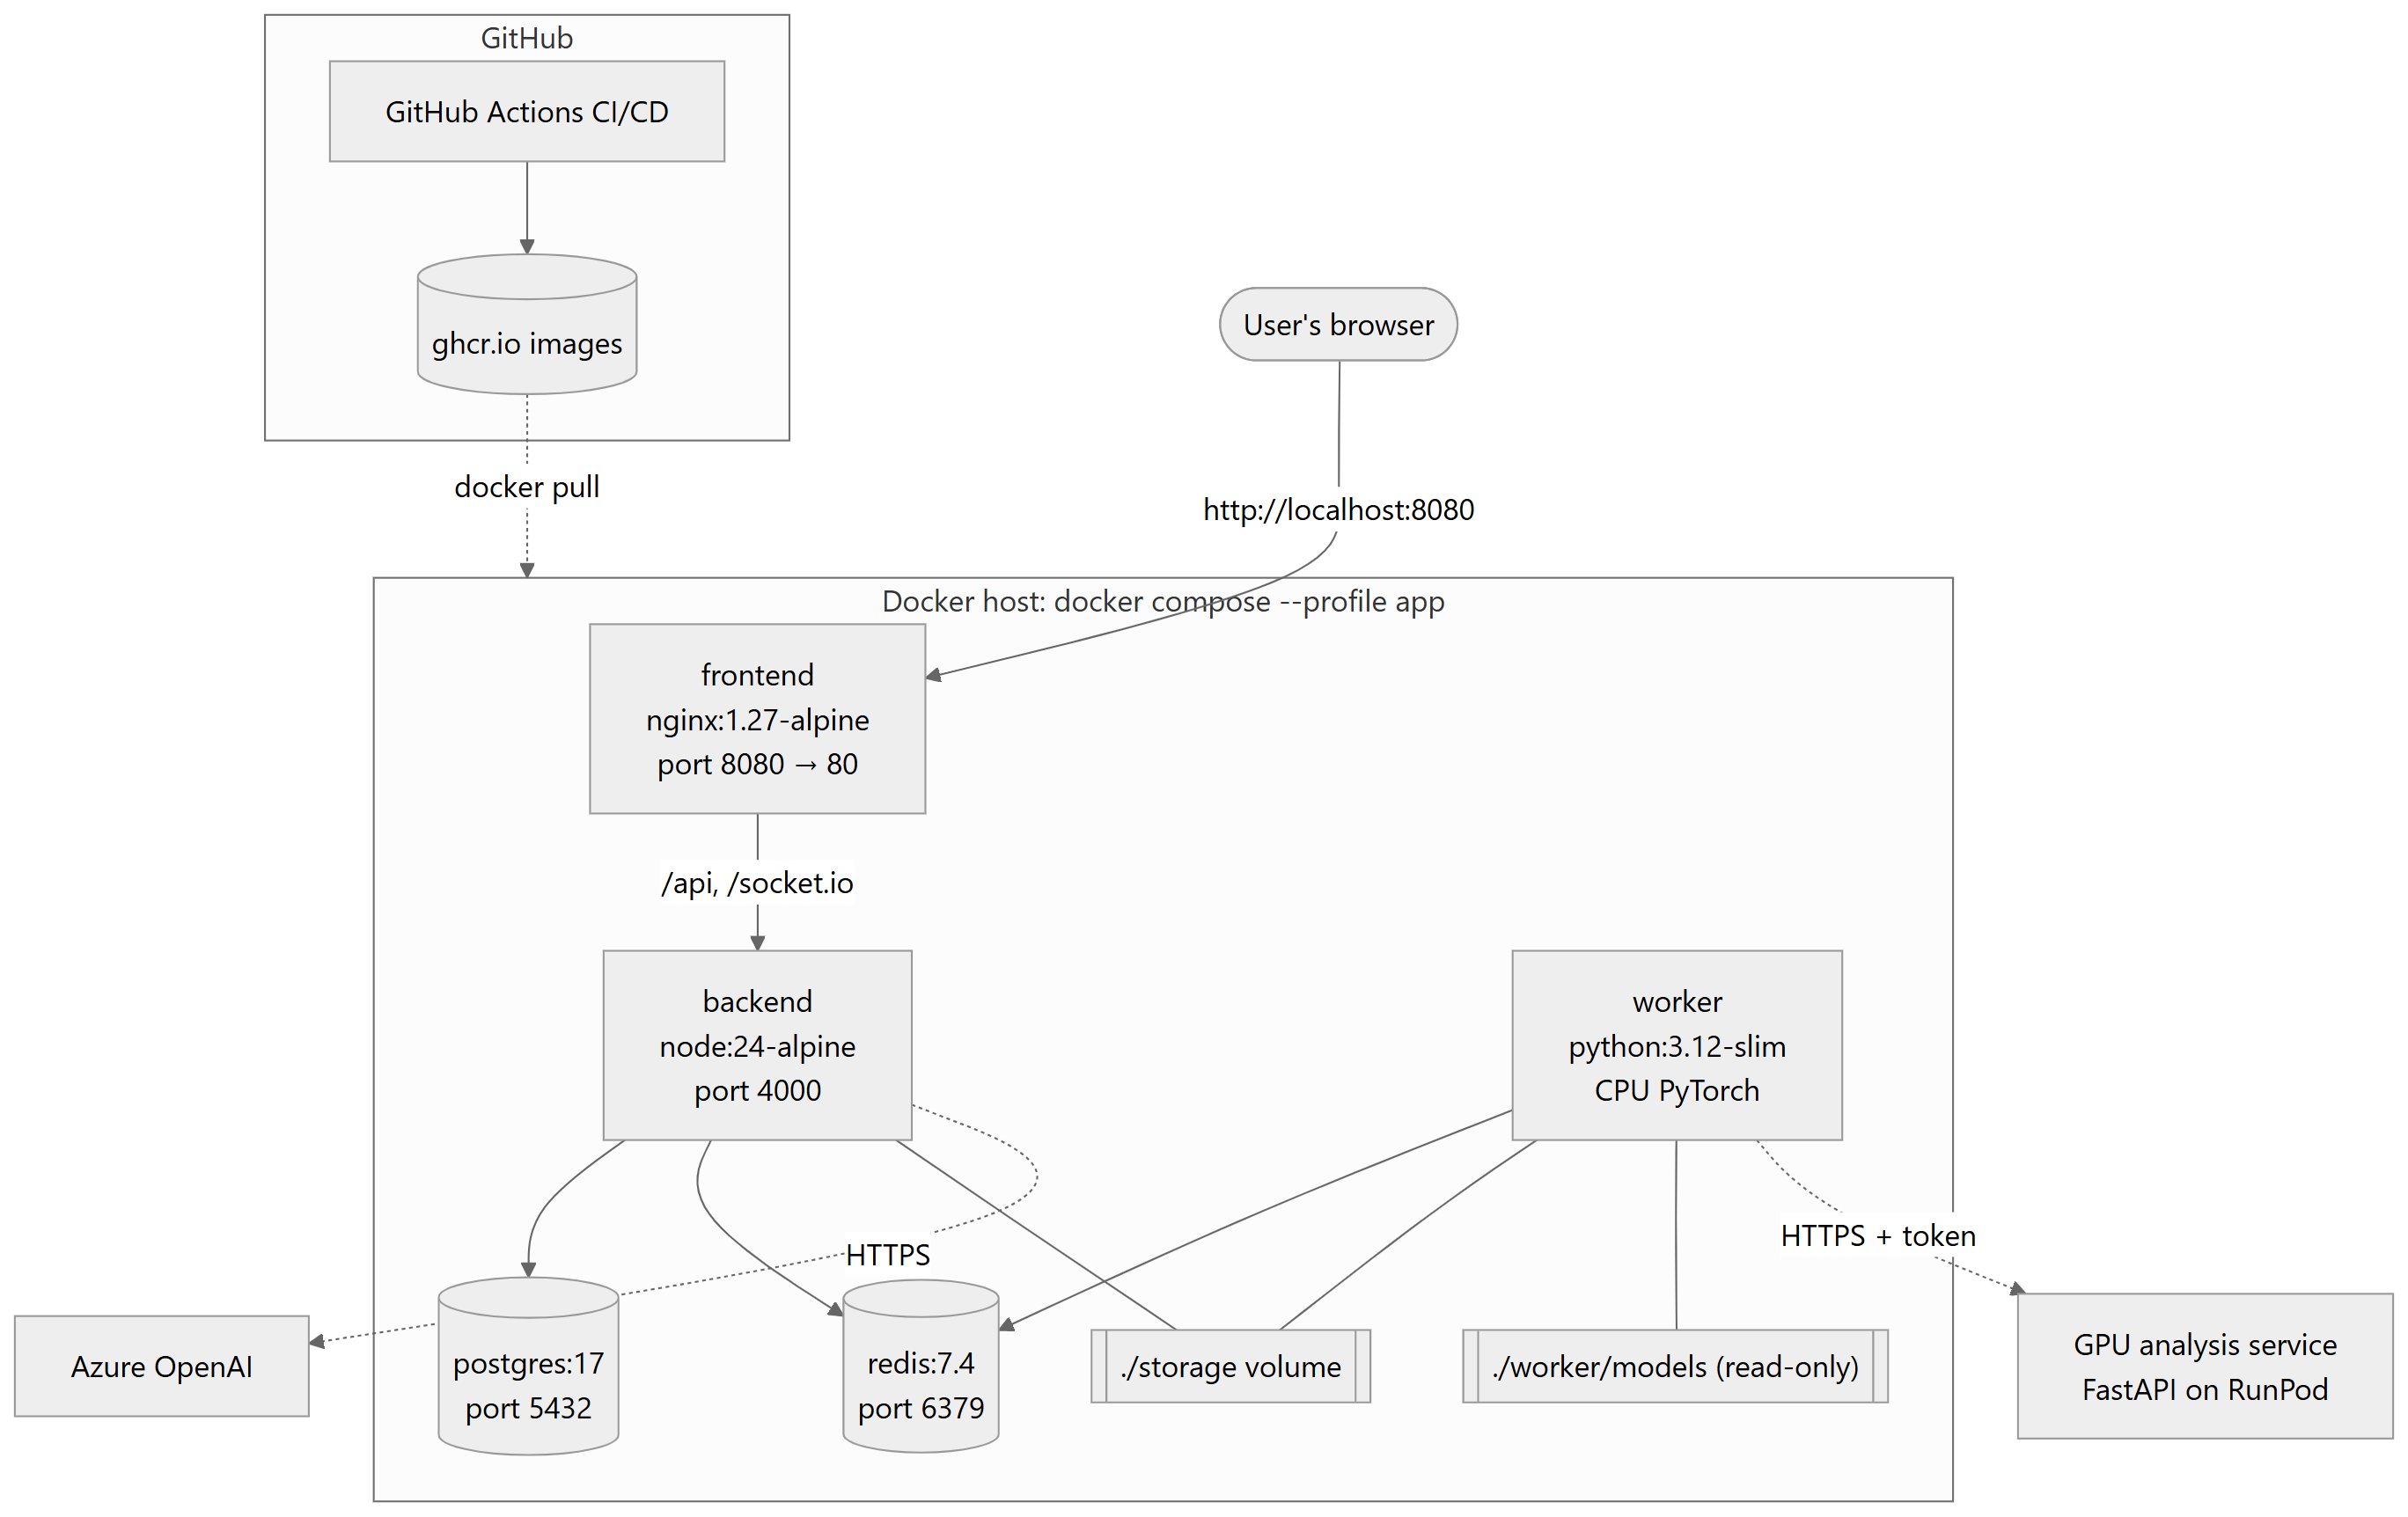 GitHub
GitHub Actions CI/CD
ghcr.io images
User's browser
docker pull
http://localhost:8080
Docker host: docker compose --profile app
frontend
nginx:1.27-alpine
port 8080 → 80
/api, /socket.io
backend
node:24-alpine
port 4000
worker
python:3.12-slim
CPU PyTorch
HTTPS
HTTPS + token
Azure OpenAI
postgres:17
port 5432
redis:7.4
port 6379
./storage volume
./worker/models (read-only)
GPU analysis service
FastAPI on RunPod